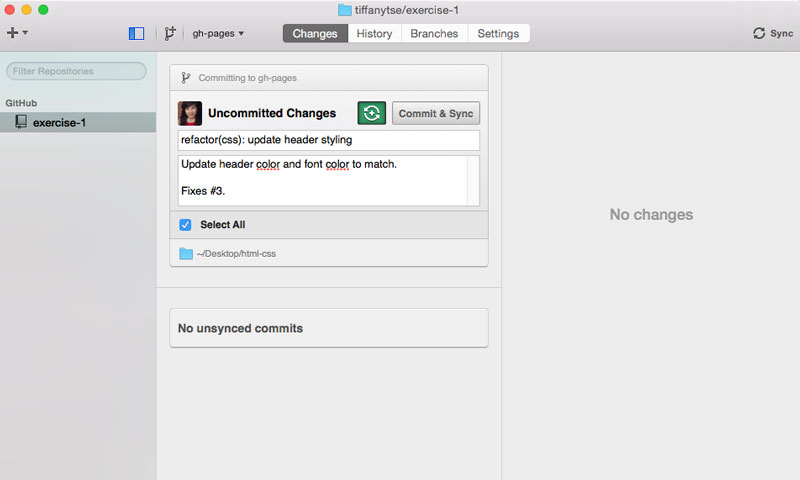 tiffanytse/exercise-1
gh-pages
Changes
History
Branches
Settings
Sync
Filter Repositories
GitHub
exercise-1
Committing to gh-pages
Uncommitted Changes
Commit & Sync
refactor(css): update header styling
Update header color and font color to match.
Fixes #3.
Select All
~/Desktop/html-css
No unsynced commits
No changes